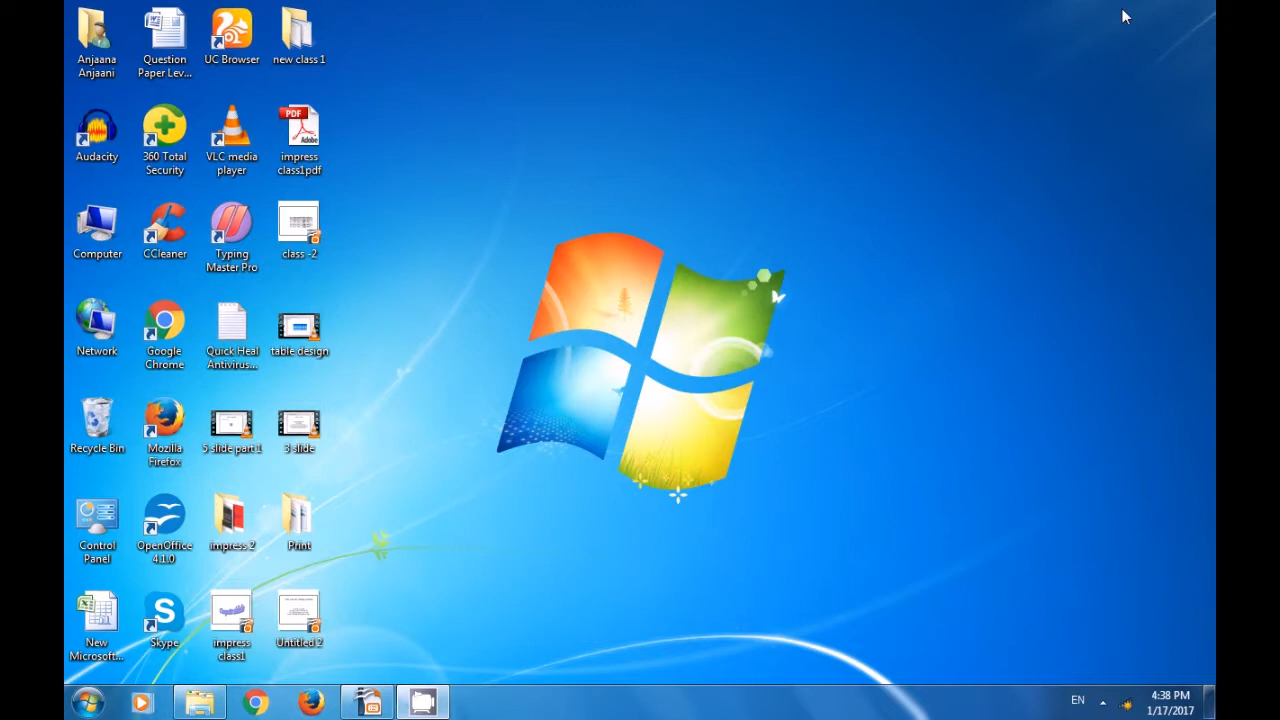 Anjaana
Anjaani
Question
Paper Lev...
UC Browser
new class 1
Audacity
360 Total
Security
VLC media
player
PDF
Adobe
impress
class1pdf
Computer
CCleaner
Typing
Master Pro
class -2
Network
Google
Chrome
Quick Heal
Antivirus...
table design
Recycle Bin
Mozilla
Firefox
5 slide part 1
3 slide
Control
Panel
OpenOffice
4.1.0
impress 2
Print
New
Microsoft...
Skype
impress
class1
Untitled 2
EN
4:38 PM
1/17/2017